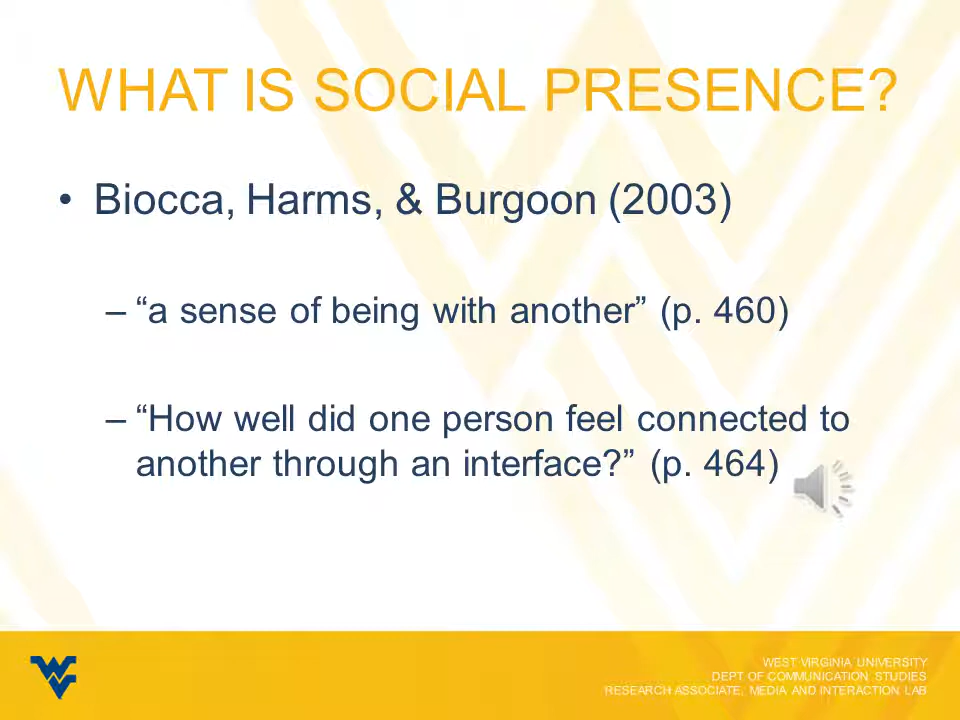 WHAT IS SOCIAL PRESENCE?
• Biocca, Harms, & Burgoon (2003)
– “a sense of being with another” (p. 460)
– “How well did one person feel connected to
another through an interface?” (p. 464)
WEST VIRGINIA UNIVERSITY
DEPT OF COMMUNICATION STUDIES
RESEARCH ASSOCIATE, MEDIA AND INTERACTION LAB